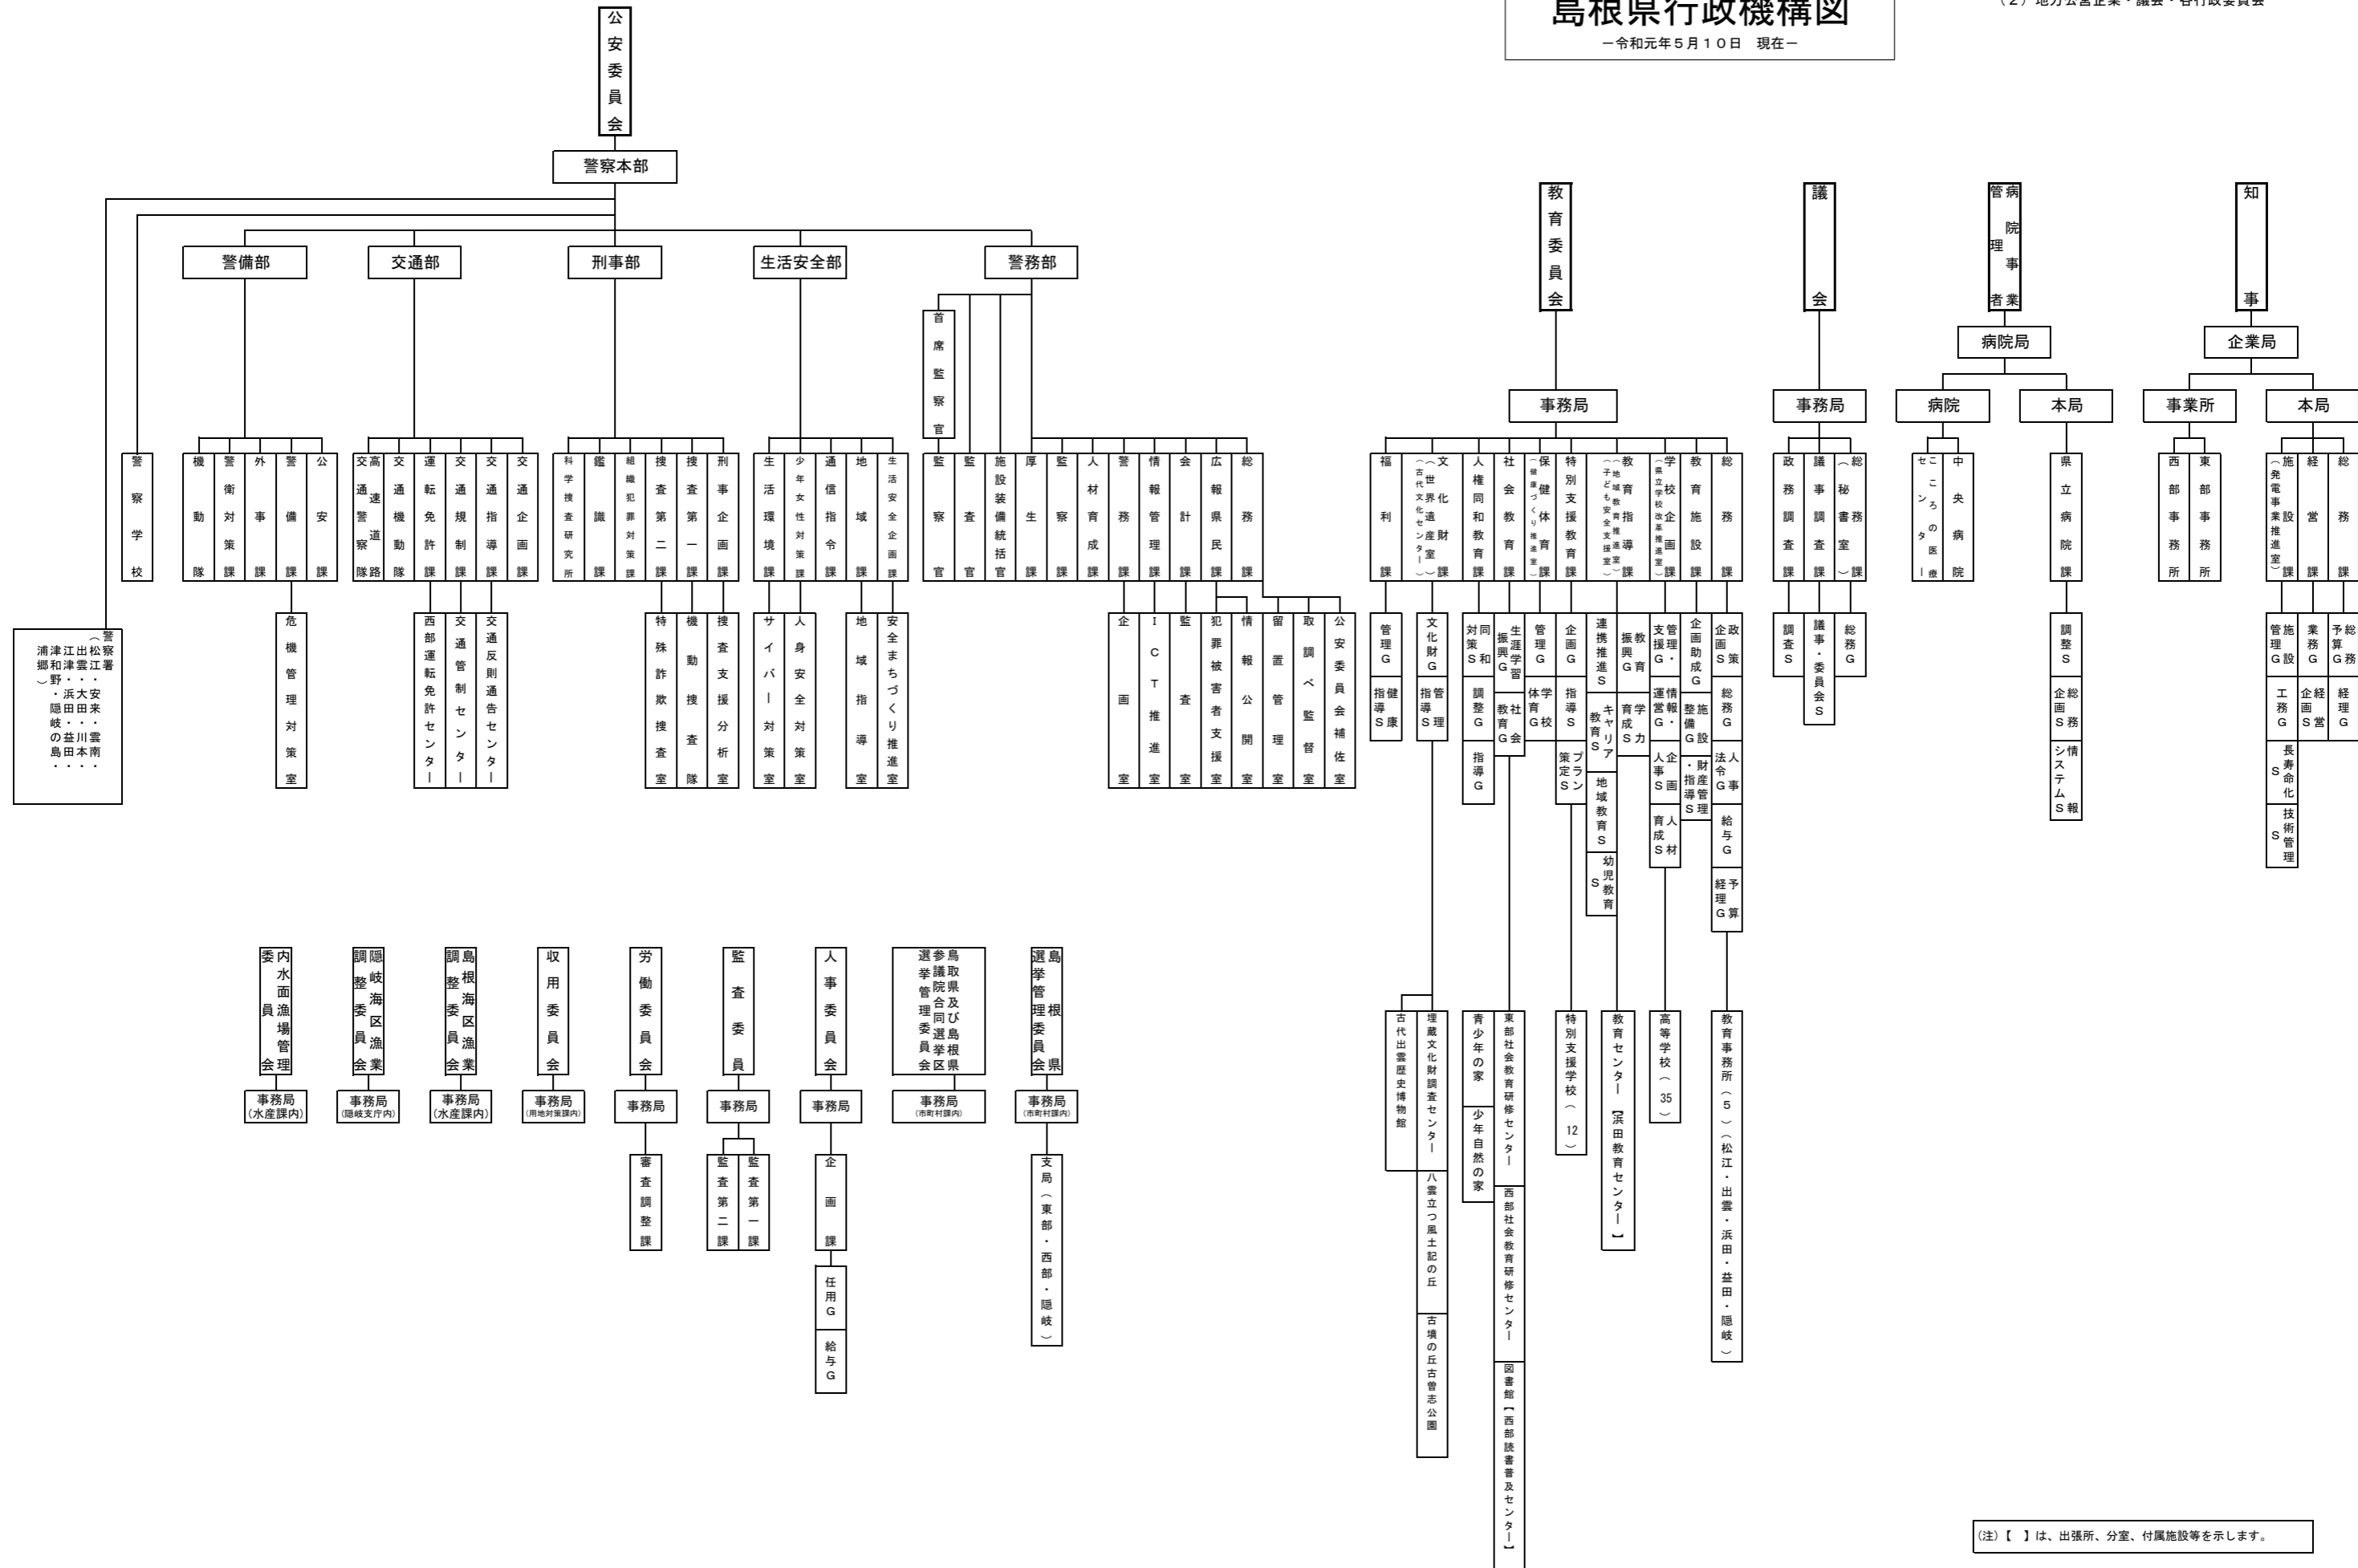 島根県行政機構図
－令和元年５月１０日　現在－
（２）地方公営企業・議会・各行政委員会
公安委員会
警察本部
警備部
交通部
刑事部
生活安全部
警務部
首席監察官
警察学校
機動隊
警衛対策課
外事課
警備課
公安課
高速道路交通警察隊
交通機動隊
運転免許課
交通規制課
交通指導課
交通企画課
科学捜査研究所
鑑識課
組織犯罪対策課
捜査第二課
捜査第一課
刑事企画課
生活環境課
少年女性対策課
通信指令課
地域課
生活安全企画課
監察官
監査官
施設装備統括官
厚生課
監察課
人材育成課
警務課
情報管理課
会計課
広報県民課
総務課
警察署
（松江・安来・雲南・
出雲・大田・川本・
江津・浜田・益田・
津和野・隠岐の島・
浦郷）
危機管理対策室
西部運転免許センター
交通管制センター
交通反則通告センター
特殊詐欺捜査室
機動捜査隊
捜査支援分析室
サイバー対策室
人身安全対策室
地域指導室
安全まちづくり推進室
企画室
ＩＣＴ推進室
監査室
犯罪被害者支援室
情報公開室
留置管理室
取調べ監督室
公安委員会補佐室
教育委員会
事務局
福利課
文化財課
（世界遺産室）
（古代文化センター）
人権同和教育課
社会教育課
保健体育課
（健康づくり推進室）
特別支援教育課
教育指導課
（地域教育推進室）
（子ども安全支援室）
学校企画課
（県立学校改革推進室）
教育施設課
総務課
管理Ｇ
健康指導Ｓ
文化財Ｇ
管理指導Ｓ
同和対策Ｓ
調整Ｇ
指導Ｇ
生涯学習振興Ｇ
社会教育Ｇ
管理Ｇ
学校体育Ｇ
企画Ｇ
指導Ｓ
プラン策定Ｓ
連携推進Ｓ
キャリア教育Ｓ
地域教育Ｓ
幼児教育Ｓ
教育振興Ｇ
学力育成Ｓ
管理・支援Ｇ
情報・運営Ｇ
企画人事Ｓ
人材育成Ｓ
企画助成Ｇ
施設整備Ｇ
財産管理・指導Ｓ
政策企画Ｓ
総務Ｇ
人事法令Ｇ
給与Ｇ
予算経理Ｇ
古代出雲歴史博物館
埋蔵文化財調査センター
八雲立つ風土記の丘
古墳の丘古曽志公園
青少年の家
少年自然の家
東部社会教育研修センター
西部社会教育研修センター
図書館【西部読書普及センター】
特別支援学校（12）
教育センター【浜田教育センター】
高等学校（35）
教育事務所（５）（松江・出雲・浜田・益田・隠岐）
議会
事務局
政務調査課
議事調査課
総務課
（秘書室）
調査Ｓ
議事・委員会Ｓ
総務Ｇ
病院事業管理者
病院局
病院
本局
こころの医療センター
中央病院
県立病院課
調整Ｓ
総務企画Ｓ
情報システムＳ
知事
企業局
事業所
本局
西部事務所
東部事務所
施設課
（発電事業推進室）
経営課
総務課
施設管理Ｇ
工務Ｇ
長寿命化Ｓ
技術管理Ｓ
業務Ｇ
経営企画Ｓ
総務予算Ｇ
経理Ｇ
内水面漁場管理委員会
事務局
（水産課内）
隠岐海区漁業調整委員会
事務局
（隠岐支庁内）
島根海区漁業調整委員会
事務局
（水産課内）
収用委員会
事務局
（用地対策課内）
労働委員会
事務局
審査調整課
監査委員
事務局
監査第二課
監査第一課
人事委員会
事務局
企画課
任用Ｇ
給与Ｇ
鳥取県及び島根県
参議院合同選挙区
選挙管理委員会
事務局
（市町村課内）
島根県選挙管理委員会
事務局
（市町村課内）
支局（東部・西部・隠岐）
(注)【　】は、出張所、分室、付属施設等を示します。